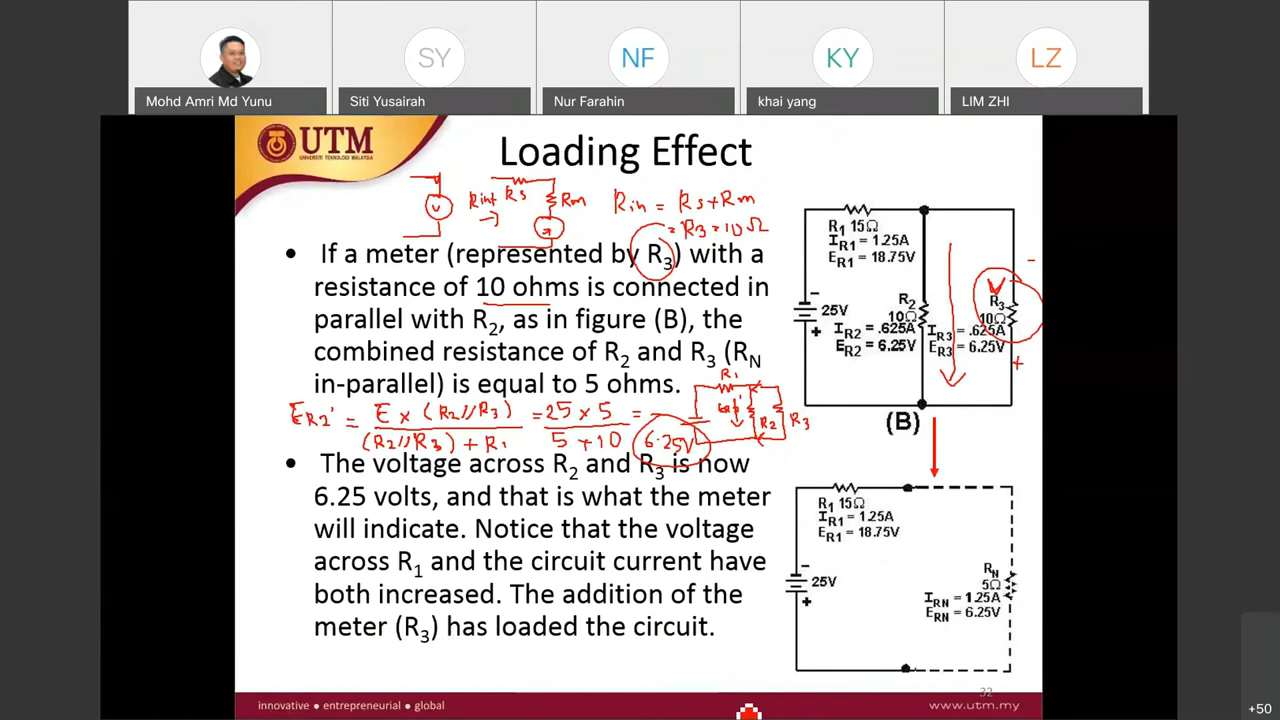 SY
NF
KY
LZ
Mohd Amri Md Yunu
Siti Yusairah
Nur Farahin
khai yang
LIM ZHI
UTM
UNIVERSITI TEKNOLOGI MALAYSIA
Loading Effect
V
Rint
Rs
Rm
Rin = Rs+Rm
= R3 = 10 Ω
• If a meter (represented by R3) with a
resistance of 10 ohms is connected in
parallel with R2, as in figure (B), the
combined resistance of R2 and R3 (RN
in-parallel) is equal to 5 ohms.
ER2' = E × (R2//R3) / (R2//R3) + R1 = 25 × 5 / 5 + 10 = 6.25V
R1
R2
R3
• The voltage across R2 and R3 is now
6.25 volts, and that is what the meter
will indicate. Notice that the voltage
across R1 and the circuit current have
both increased. The addition of the
meter (R3) has loaded the circuit.
R1 15Ω
IR1 = 1.25A
ER1 = 18.75V
-
25V
+
R2
10Ω
IR2 = .625A
ER2 = 6.25V
-
V
R3
10Ω
IR3 = .625A
ER3 = 6.25V
+
(B)
R1 15Ω
IR1 = 1.25A
ER1 = 18.75V
-
25V
+
RN
5Ω
IRN = 1.25A
ERN = 6.25V
32
innovative ● entrepreneurial ● global
www.utm.my
+50